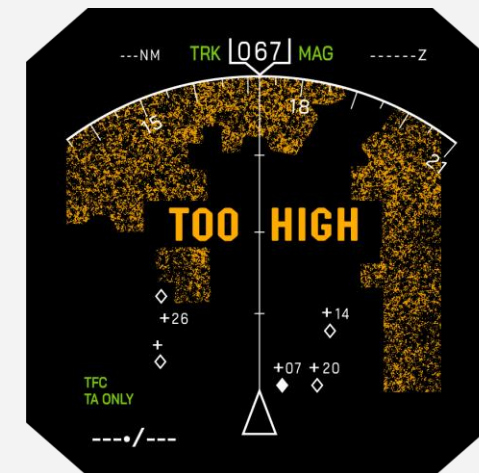 ---NM TRK 067 MAG ------Z
15 18 21
TOO HIGH
+14
+26
+
+07 +20
TFC
TA ONLY
---•/---